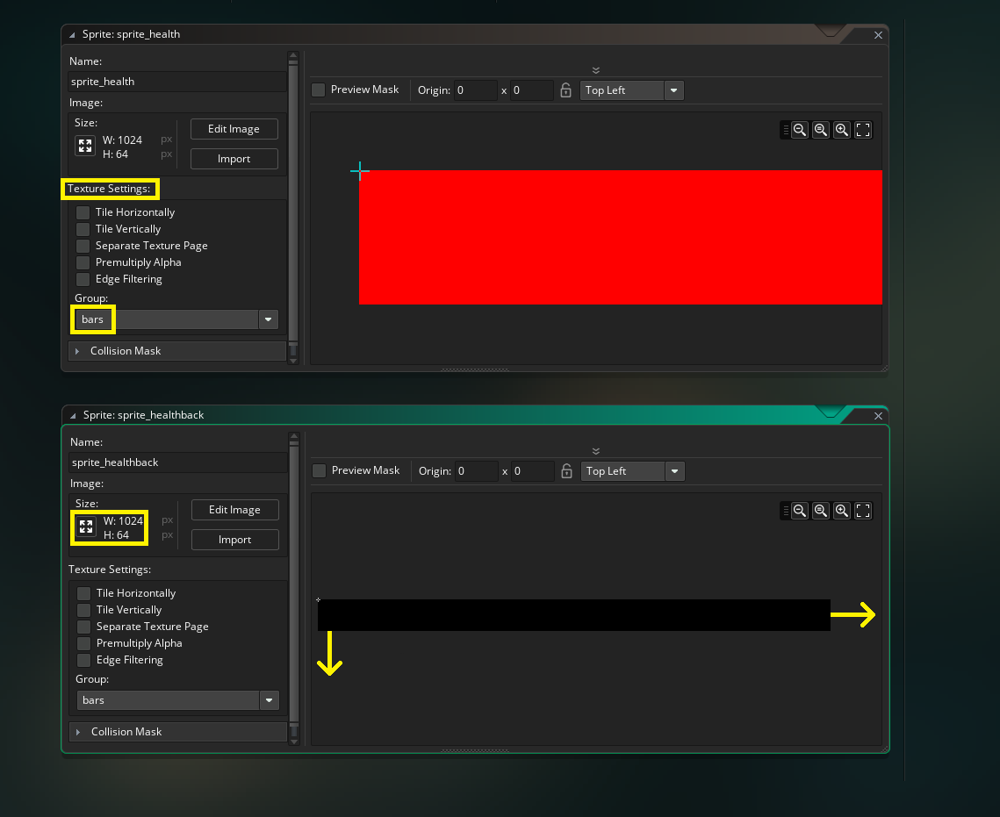 Sprite: sprite_health
Name:
sprite_health
Image:
Size:
W: 1024 px
H: 64 px
Edit Image
Import
Texture Settings:
Tile Horizontally
Tile Vertically
Separate Texture Page
Premultiply Alpha
Edge Filtering
Group:
bars
Collision Mask
Preview Mask Origin: 0 x 0 Top Left
Sprite: sprite_healthback
Name:
sprite_healthback
Image:
Size:
W: 1024 px
H: 64 px
Edit Image
Import
Texture Settings:
Tile Horizontally
Tile Vertically
Separate Texture Page
Premultiply Alpha
Edge Filtering
Group:
bars
Collision Mask
Preview Mask Origin: 0 x 0 Top Left